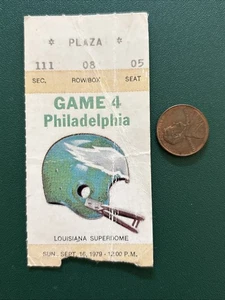 PLAZA
111 08 05
SEC. ROW/BOX SEAT
GAME 4
Philadelphia
LOUISIANA SUPERDOME
SUN. SEPT. 16, 1979 - 12:00 P.M.